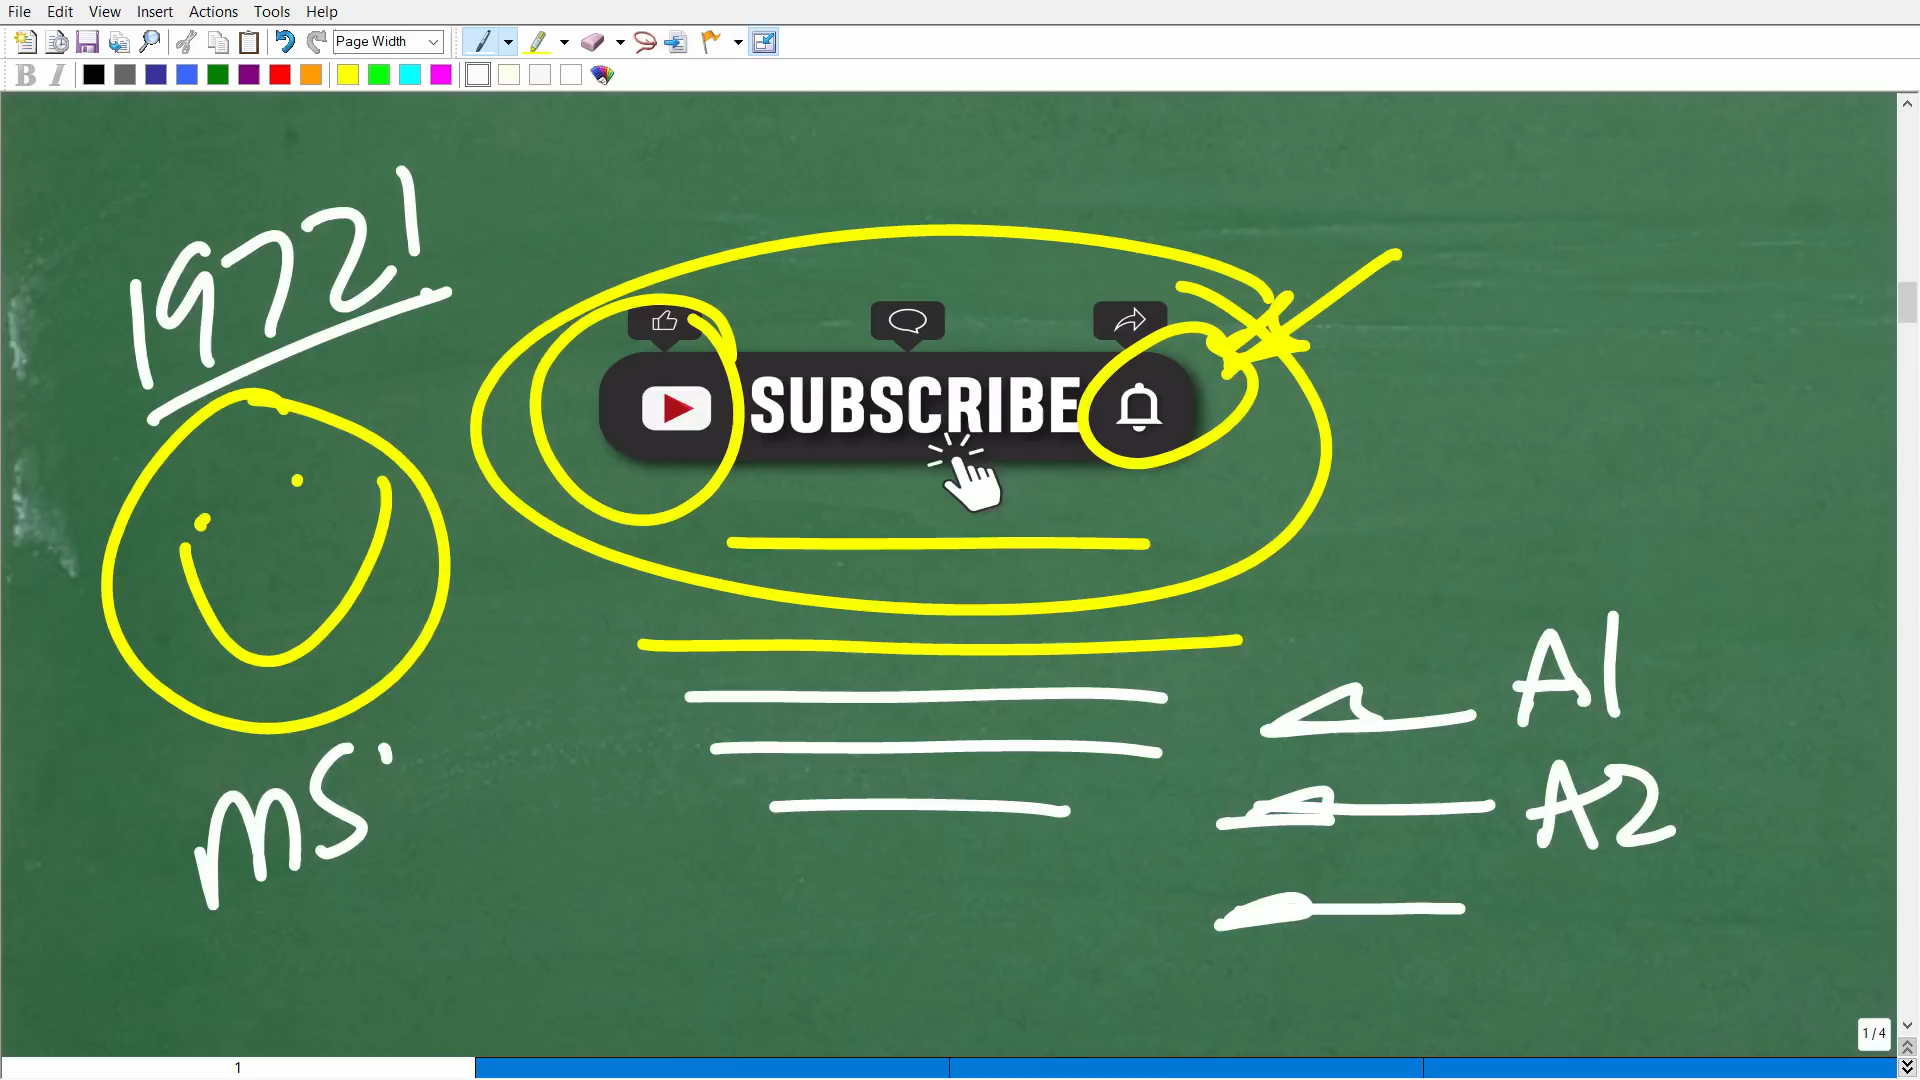 File Edit View Insert Actions Tools Help
Page Width
B I
1972!
SUBSCRIBE
A1
MS
A2
1 / 4
1